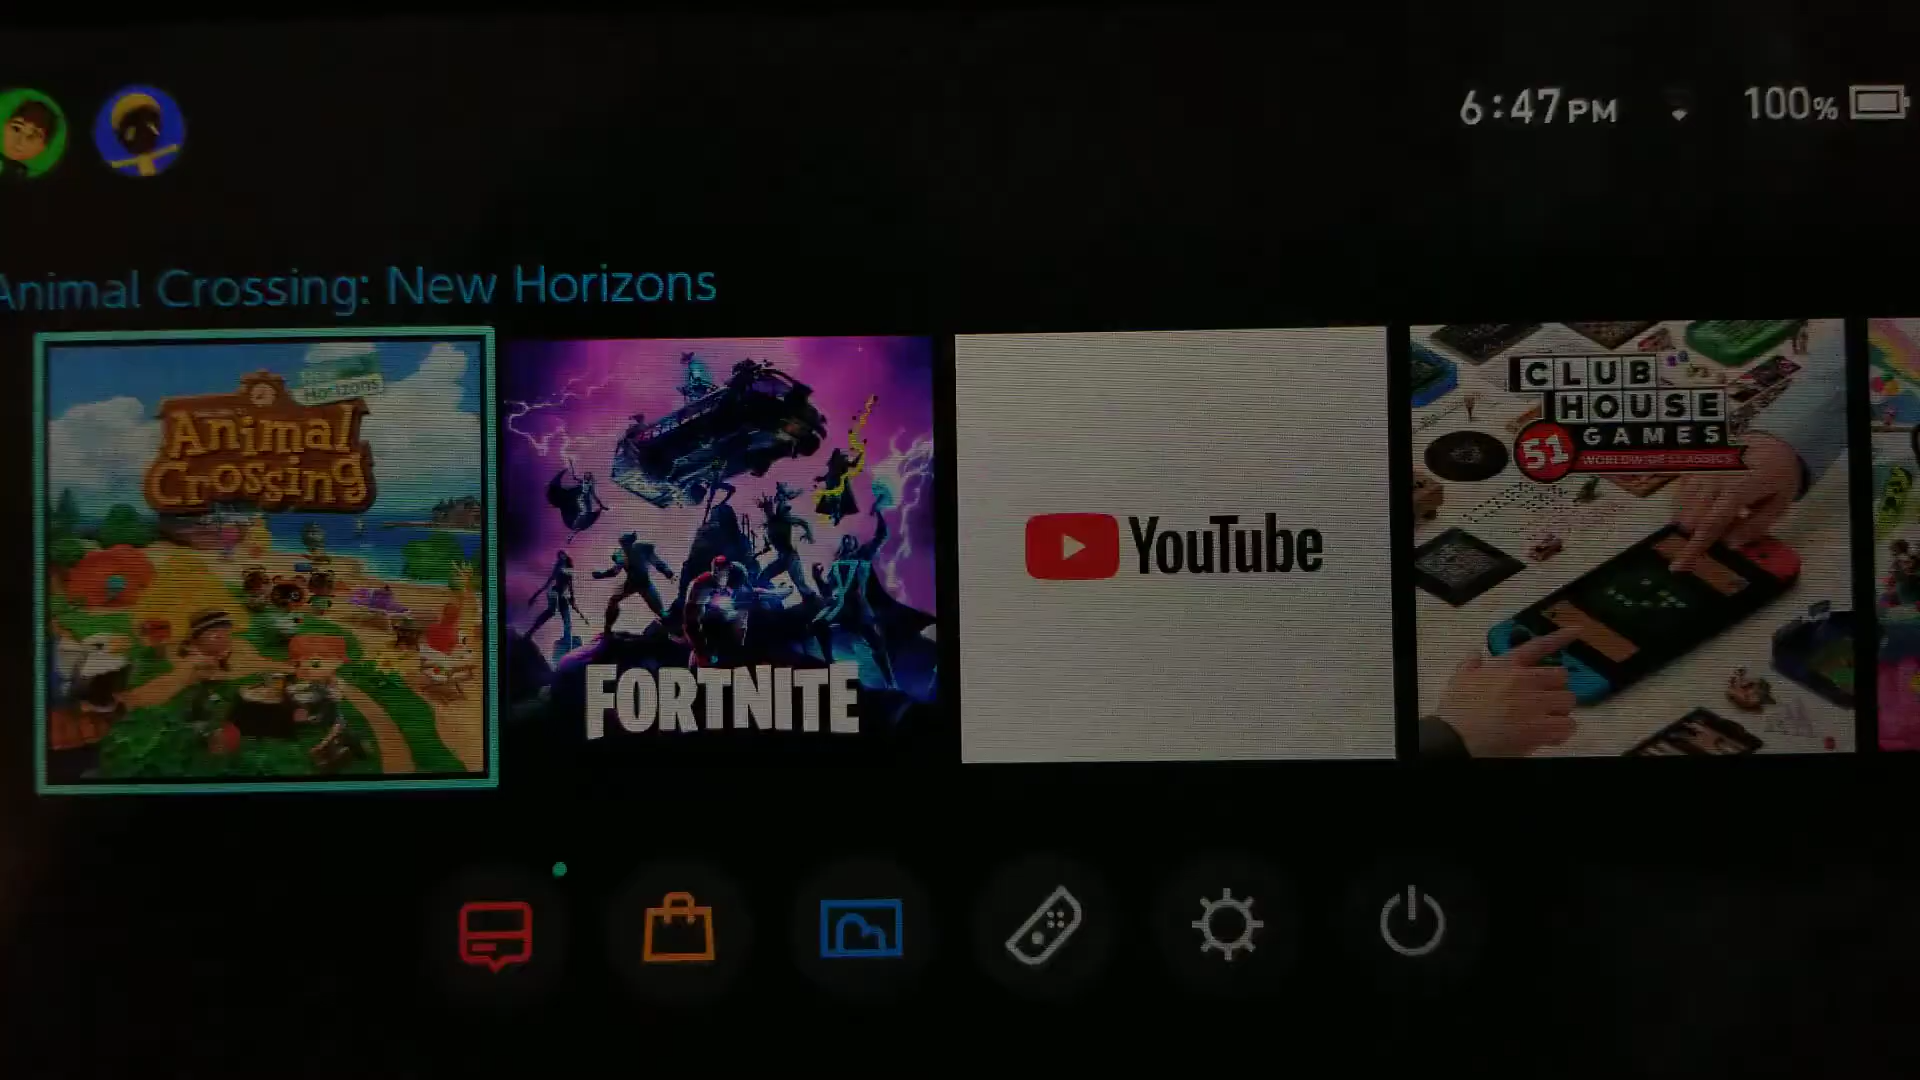 6:47 PM
100%
Animal Crossing: New Horizons
Horizons
Animal
Crossing
FORTNITE
YouTube
CLUB
HOUSE
GAMES
51
WORLDWIDE CLASSICS